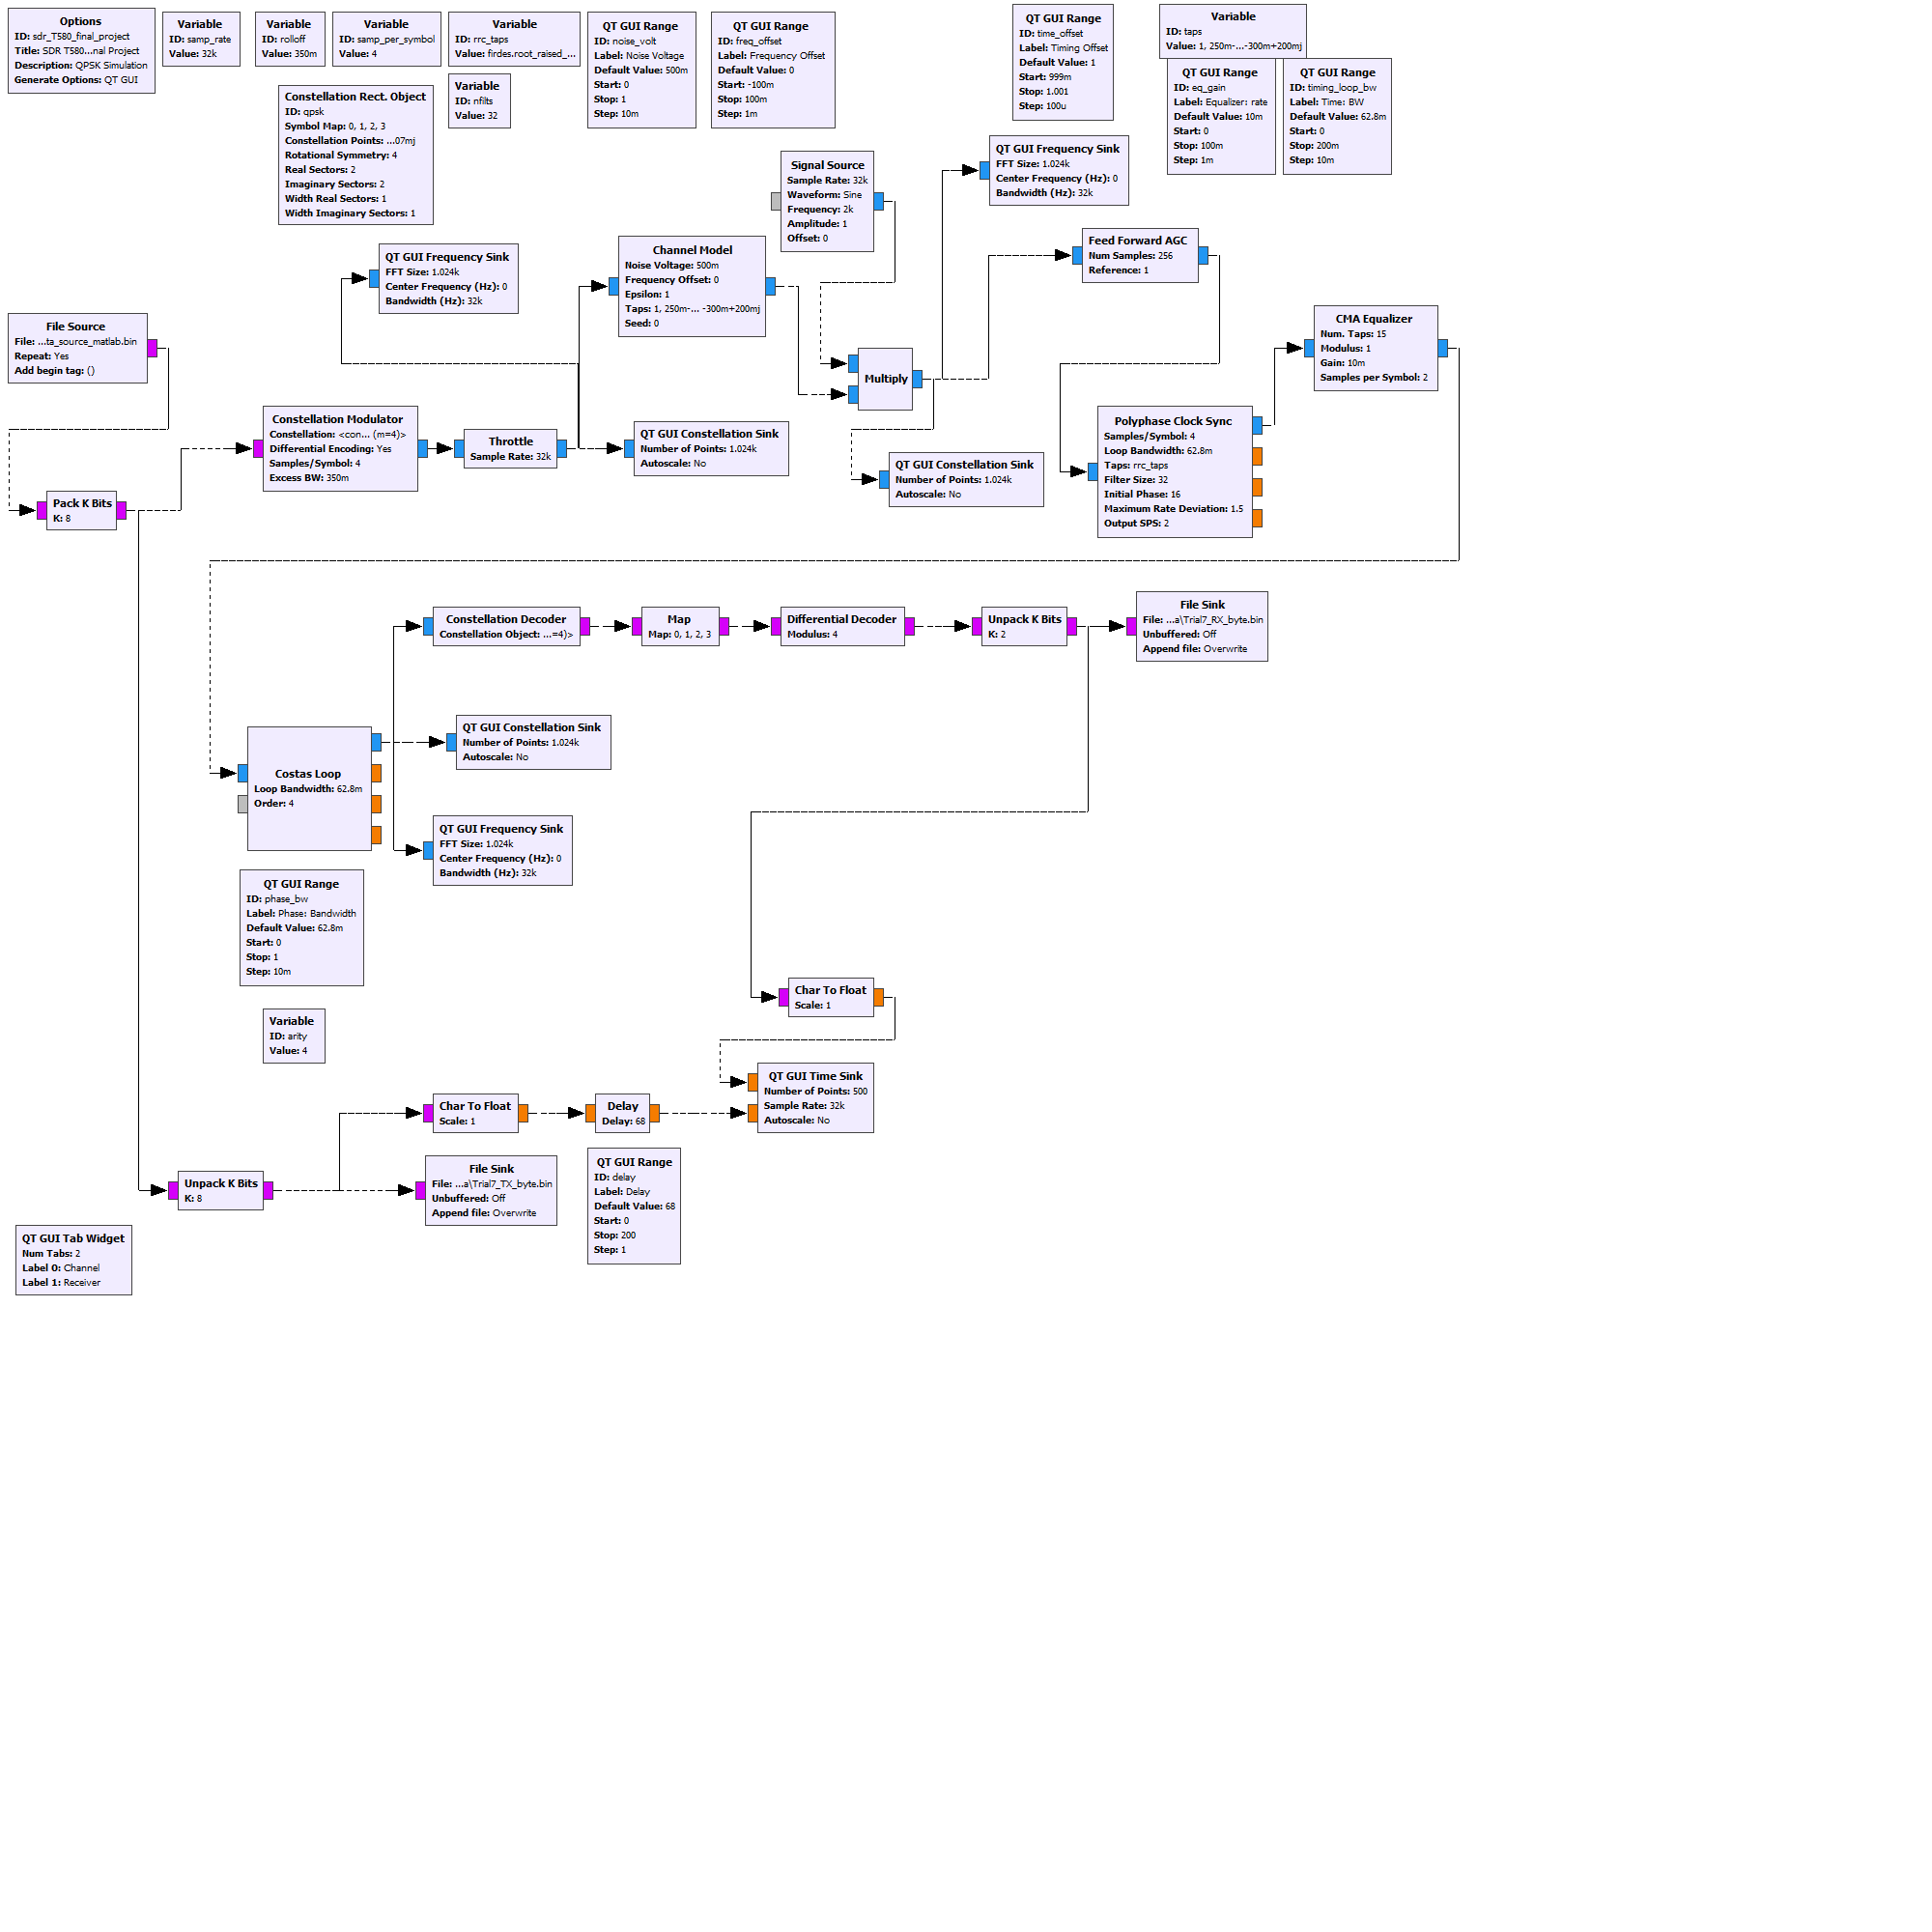 Options
ID: sdr_T580_final_project
Title: SDR T580...nal Project
Description: QPSK Simulation
Generate Options: QT GUI
Variable
ID: samp_rate
Value: 32k
Variable
ID: rolloff
Value: 350m
Variable
ID: samp_per_symbol
Value: 4
Variable
ID: rrc_taps
Value: firdes.root_raised_...
QT GUI Range
ID: noise_volt
Label: Noise Voltage
Default Value: 500m
Start: 0
Stop: 1
Step: 10m
QT GUI Range
ID: freq_offset
Label: Frequency Offset
Default Value: 0
Start: -100m
Stop: 100m
Step: 1m
QT GUI Range
ID: time_offset
Label: Timing Offset
Default Value: 1
Start: 999m
Stop: 1.001
Step: 100u
Variable
ID: taps
Value: 1, 250m-...-300m+200mj
QT GUI Range
ID: eq_gain
Label: Equalizer: rate
Default Value: 10m
Start: 0
Stop: 100m
Step: 1m
QT GUI Range
ID: timing_loop_bw
Label: Time: BW
Default Value: 62.8m
Start: 0
Stop: 200m
Step: 10m
Constellation Rect. Object
ID: qpsk
Symbol Map: 0, 1, 2, 3
Constellation Points: ...07mj
Rotational Symmetry: 4
Real Sectors: 2
Imaginary Sectors: 2
Width Real Sectors: 1
Width Imaginary Sectors: 1
Variable
ID: nfilts
Value: 32
Signal Source
Sample Rate: 32k
Waveform: Sine
Frequency: 2k
Amplitude: 1
Offset: 0
QT GUI Frequency Sink
FFT Size: 1.024k
Center Frequency (Hz): 0
Bandwidth (Hz): 32k
QT GUI Frequency Sink
FFT Size: 1.024k
Center Frequency (Hz): 0
Bandwidth (Hz): 32k
Channel Model
Noise Voltage: 500m
Frequency Offset: 0
Epsilon: 1
Taps: 1, 250m-... -300m+200mj
Seed: 0
Feed Forward AGC
Num Samples: 256
Reference: 1
File Source
File: ...ta_source_matlab.bin
Repeat: Yes
Add begin tag: ()
Multiply
CMA Equalizer
Num. Taps: 15
Modulus: 1
Gain: 10m
Samples per Symbol: 2
Constellation Modulator
Constellation: <con... (m=4)>
Differential Encoding: Yes
Samples/Symbol: 4
Excess BW: 350m
Throttle
Sample Rate: 32k
QT GUI Constellation Sink
Number of Points: 1.024k
Autoscale: No
QT GUI Constellation Sink
Number of Points: 1.024k
Autoscale: No
Polyphase Clock Sync
Samples/Symbol: 4
Loop Bandwidth: 62.8m
Taps: rrc_taps
Filter Size: 32
Initial Phase: 16
Maximum Rate Deviation: 1.5
Output SPS: 2
Pack K Bits
K: 8
Constellation Decoder
Constellation Object: ...=4)>
Map
Map: 0, 1, 2, 3
Differential Decoder
Modulus: 4
Unpack K Bits
K: 2
File Sink
File: ...a\Trial7_RX_byte.bin
Unbuffered: Off
Append file: Overwrite
Costas Loop
Loop Bandwidth: 62.8m
Order: 4
QT GUI Constellation Sink
Number of Points: 1.024k
Autoscale: No
QT GUI Frequency Sink
FFT Size: 1.024k
Center Frequency (Hz): 0
Bandwidth (Hz): 32k
QT GUI Range
ID: phase_bw
Label: Phase: Bandwidth
Default Value: 62.8m
Start: 0
Stop: 1
Step: 10m
Char To Float
Scale: 1
Variable
ID: arity
Value: 4
Char To Float
Scale: 1
Delay
Delay: 68
QT GUI Time Sink
Number of Points: 500
Sample Rate: 32k
Autoscale: No
Unpack K Bits
K: 8
File Sink
File: ...a\Trial7_TX_byte.bin
Unbuffered: Off
Append file: Overwrite
QT GUI Range
ID: delay
Label: Delay
Default Value: 68
Start: 0
Stop: 200
Step: 1
QT GUI Tab Widget
Num Tabs: 2
Label 0: Channel
Label 1: Receiver